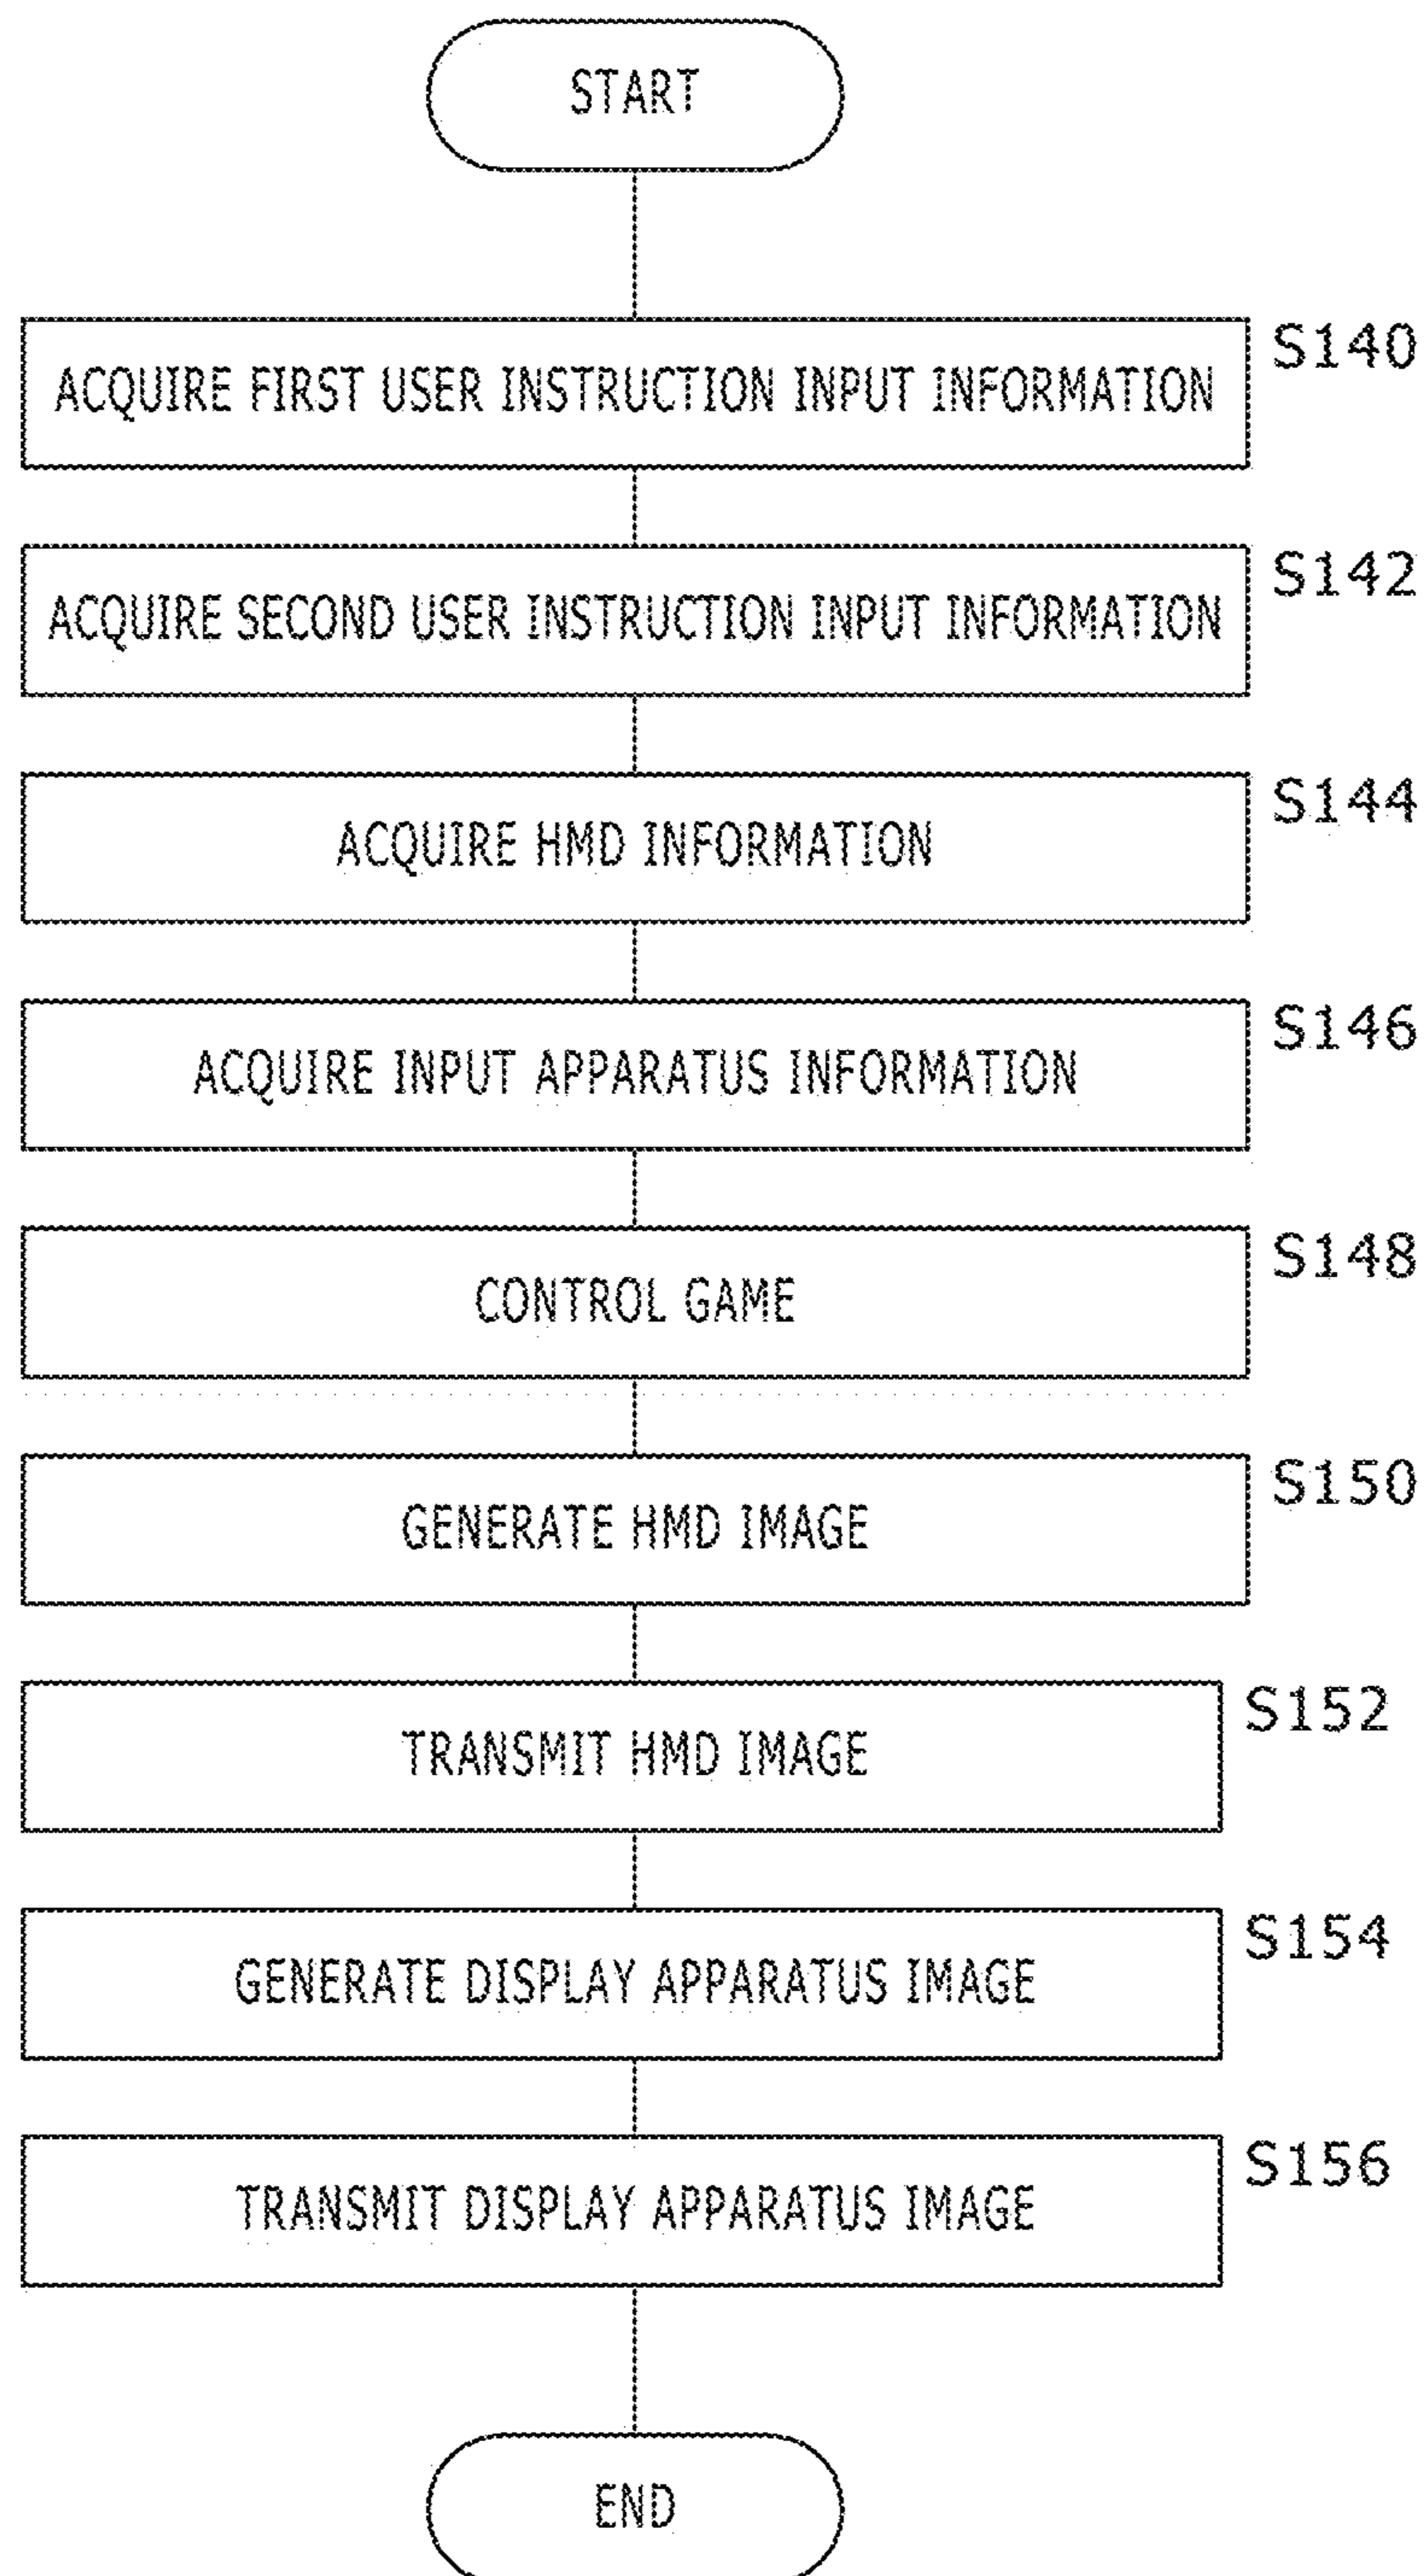 START
ACQUIRE FIRST USER INSTRUCTION INPUT INFORMATION
S140
ACQUIRE SECOND USER INSTRUCTION INPUT INFORMATION
S142
ACQUIRE HMD INFORMATION
S144
ACQUIRE INPUT APPARATUS INFORMATION
S146
CONTROL GAME
S148
GENERATE HMD IMAGE
S150
TRANSMIT HMD IMAGE
S152
GENERATE DISPLAY APPARATUS IMAGE
S154
TRANSMIT DISPLAY APPARATUS IMAGE
S156
END